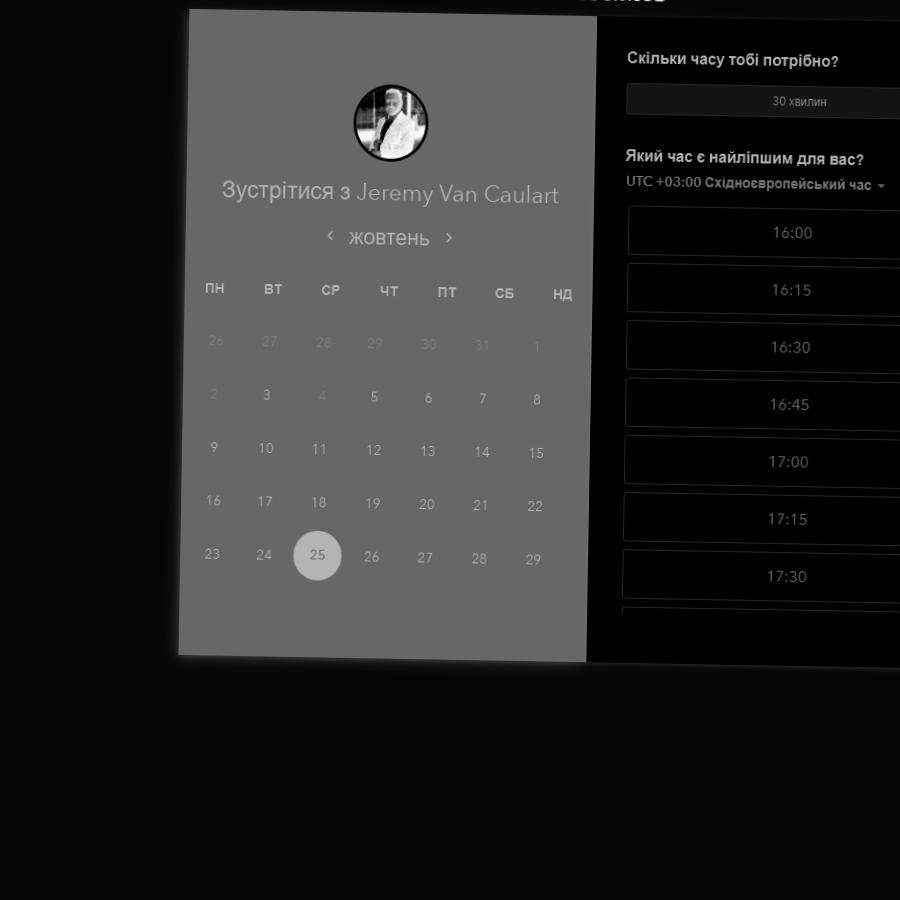 Зустрітися з Jeremy Van Caulart
жовтень
ПН ВТ СР ЧТ ПТ СБ НД
26 27 28 29 30 31 1
2 3 4 5 6 7 8
9 10 11 12 13 14 15
16 17 18 19 20 21 22
23 24 25 26 27 28 29
Скільки часу тобі потрібно?
30 хвилин
Який час є найліпшим для вас?
UTC +03:00 Східноєвропейський час
16:00
16:15
16:30
16:45
17:00
17:15
17:30